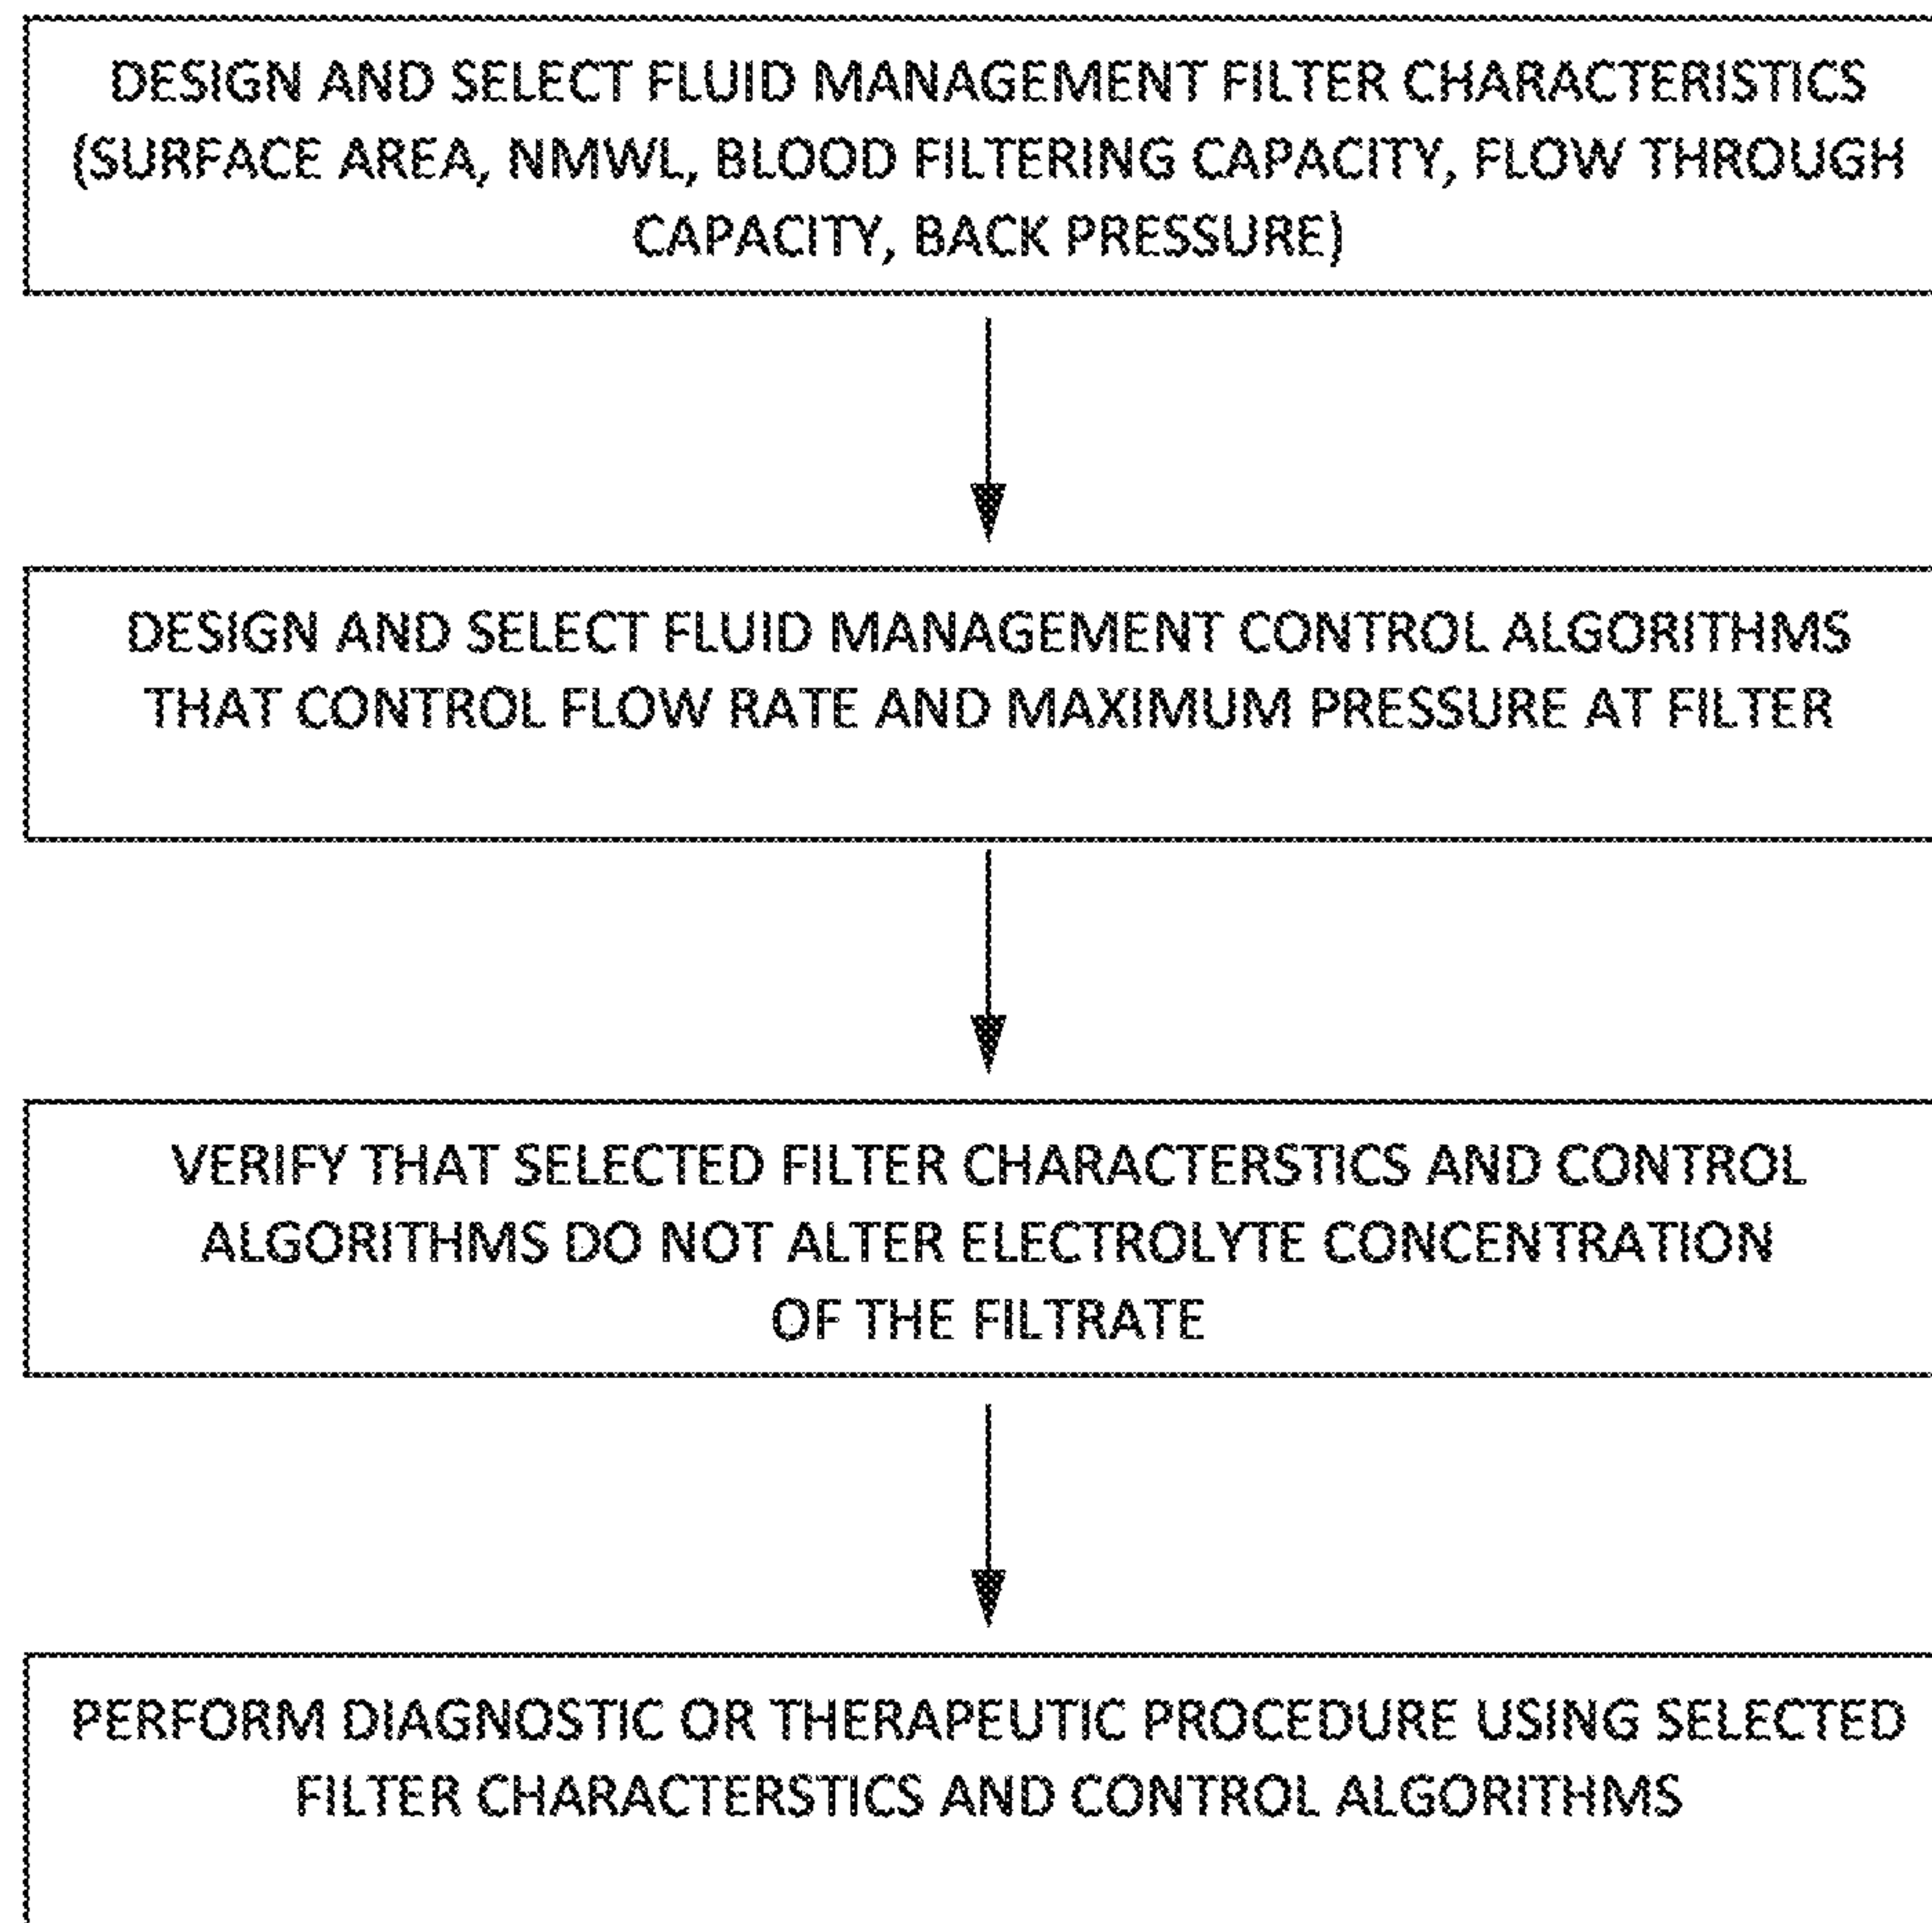 DESIGN AND SELECT FLUID MANAGEMENT FILTER CHARACTERISTICS
(SURFACE AREA, NMWL, BLOOD FILTERING CAPACITY, FLOW THROUGH
CAPACITY, BACK PRESSURE)
DESIGN AND SELECT FLUID MANAGEMENT CONTROL ALGORITHMS
THAT CONTROL FLOW RATE AND MAXIMUM PRESSURE AT FILTER
VERIFY THAT SELECTED FILTER CHARACTERSTICS AND CONTROL
ALGORITHMS DO NOT ALTER ELECTROLYTE CONCENTRATION
OF THE FILTRATE
PERFORM DIAGNOSTIC OR THERAPEUTIC PROCEDURE USING SELECTED
FILTER CHARACTERSTICS AND CONTROL ALGORITHMS